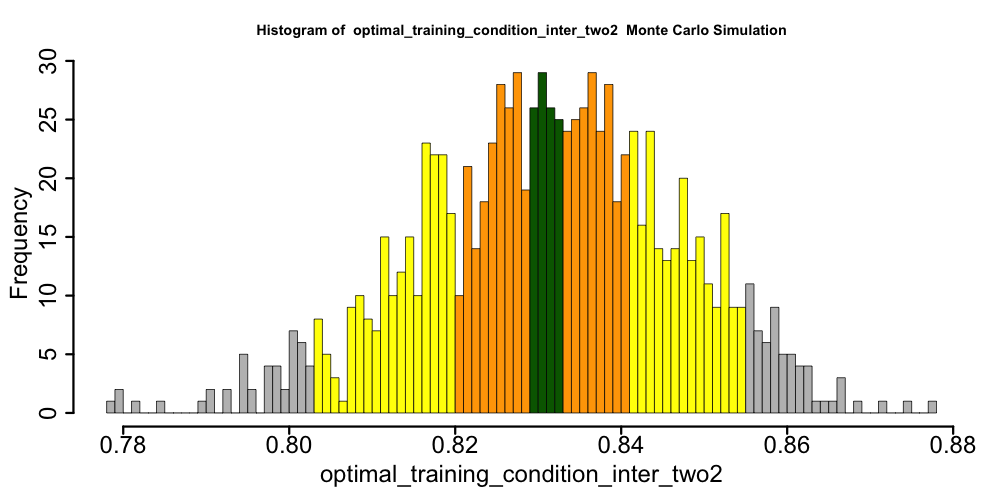 Histogram of  optimal_training_condition_inter_two2  Monte Carlo Simulation
30
25
20
15
10
5
0
Frequency
0.78 0.80 0.82 0.84 0.86 0.88
optimal_training_condition_inter_two2